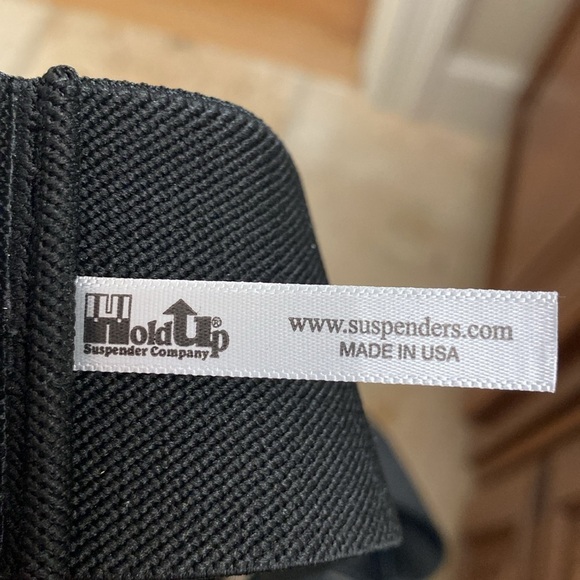 HoldUp®
Suspender Company
www.suspenders.com
MADE IN USA